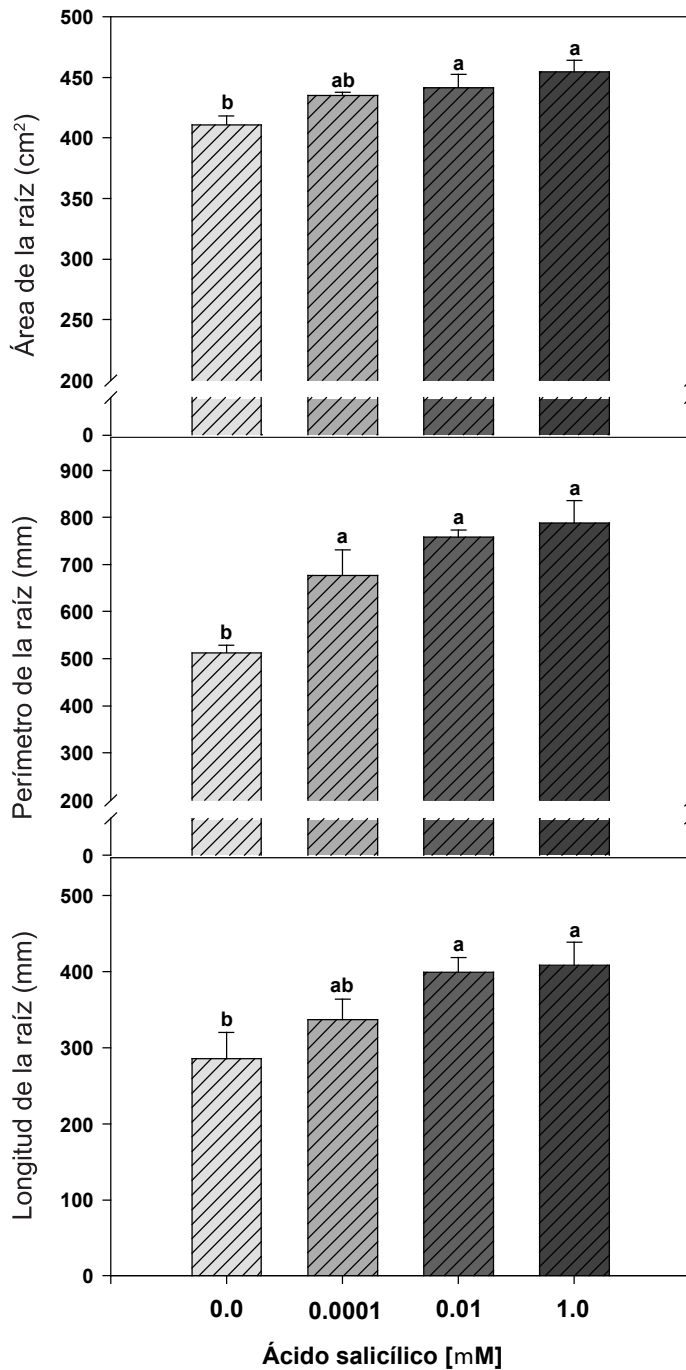 Área de la raíz (cm²)
500
450
400
350
300
250
200
0
b
ab
a
a
Perímetro de la raíz (mm)
900
800
700
600
500
400
300
200
0
b
a
a
a
Longitud de la raíz (mm)
500
400
300
200
100
0
b
ab
a
a
0.0
0.0001
0.01
1.0
Ácido salicílico [mM]